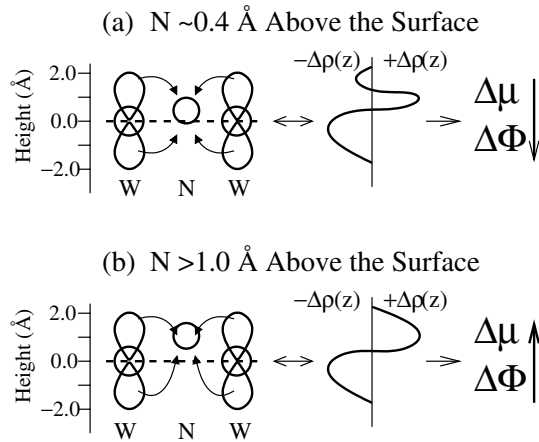 (a) N ~0.4 Å Above the Surface
−Δρ(z) +Δρ(z)
Height (Å)
2.0
0.0
−2.0
W N W
Δμ
ΔΦ
(b) N >1.0 Å Above the Surface
−Δρ(z) +Δρ(z)
Height (Å)
2.0
0.0
−2.0
W N W
Δμ
ΔΦ